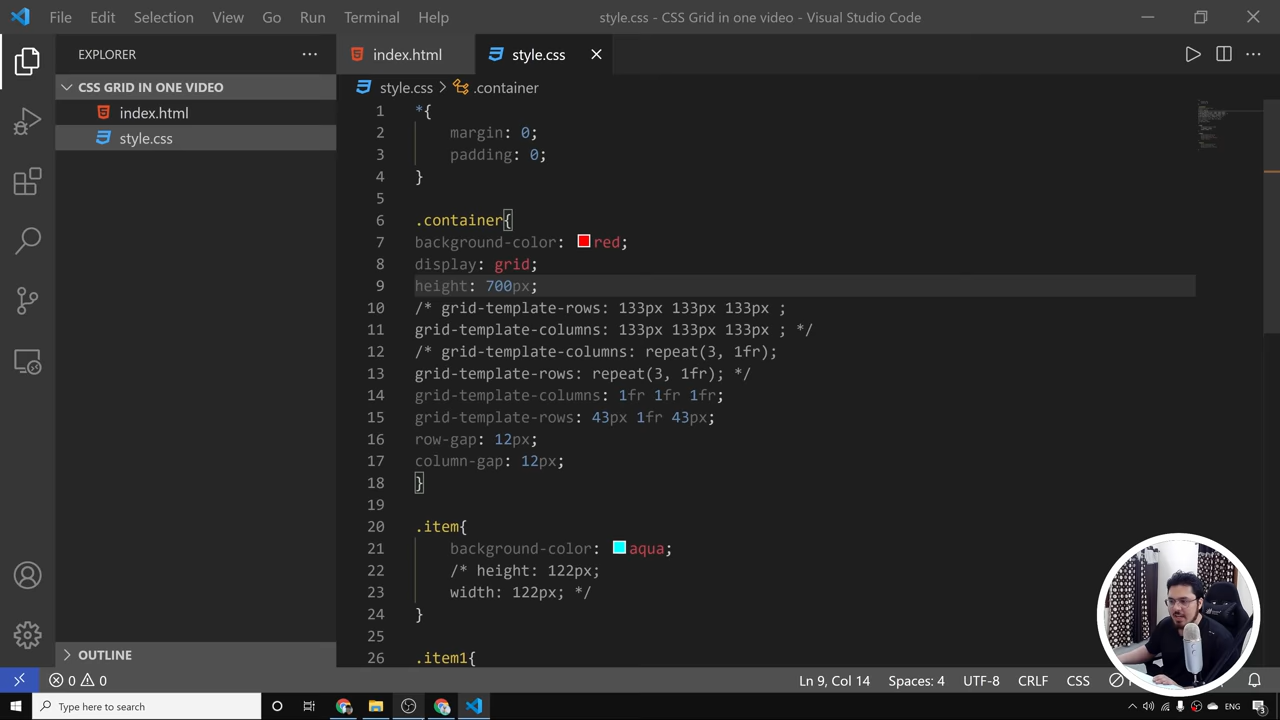 File Edit Selection View Go Run Terminal Help
style.css - CSS Grid in one video - Visual Studio Code
EXPLORER
CSS GRID IN ONE VIDEO
index.html
style.css
OUTLINE
index.html style.css
style.css > .container
1 *{
2 margin: 0;
3 padding: 0;
4 }
5
6 .container{
7 background-color: red;
8 display: grid;
9 height: 700px;
10 /* grid-template-rows: 133px 133px 133px ;
11 grid-template-columns: 133px 133px 133px ; */
12 /* grid-template-columns: repeat(3, 1fr);
13 grid-template-rows: repeat(3, 1fr); */
14 grid-template-columns: 1fr 1fr 1fr;
15 grid-template-rows: 43px 1fr 43px;
16 row-gap: 12px;
17 column-gap: 12px;
18 }
19
20 .item{
21 background-color: aqua;
22 /* height: 122px;
23 width: 122px; */
24 }
25
26 .item1{
0 0 Ln 9, Col 14 Spaces: 4 UTF-8 CRLF CSS
Type here to search
ENG